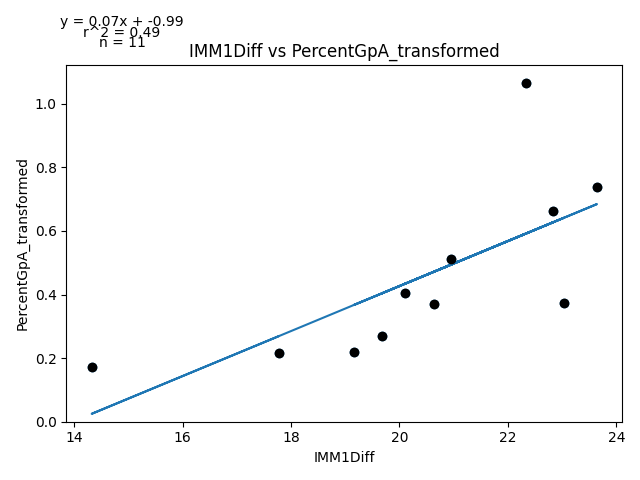 y = 0.07x + -0.99
r^2 = 0.49
n = 11
IMM1Diff vs PercentGpA_transformed
1.0
0.8
0.6
0.4
0.2
0.0
PercentGpA_transformed
14 16 18 20 22 24
IMM1Diff